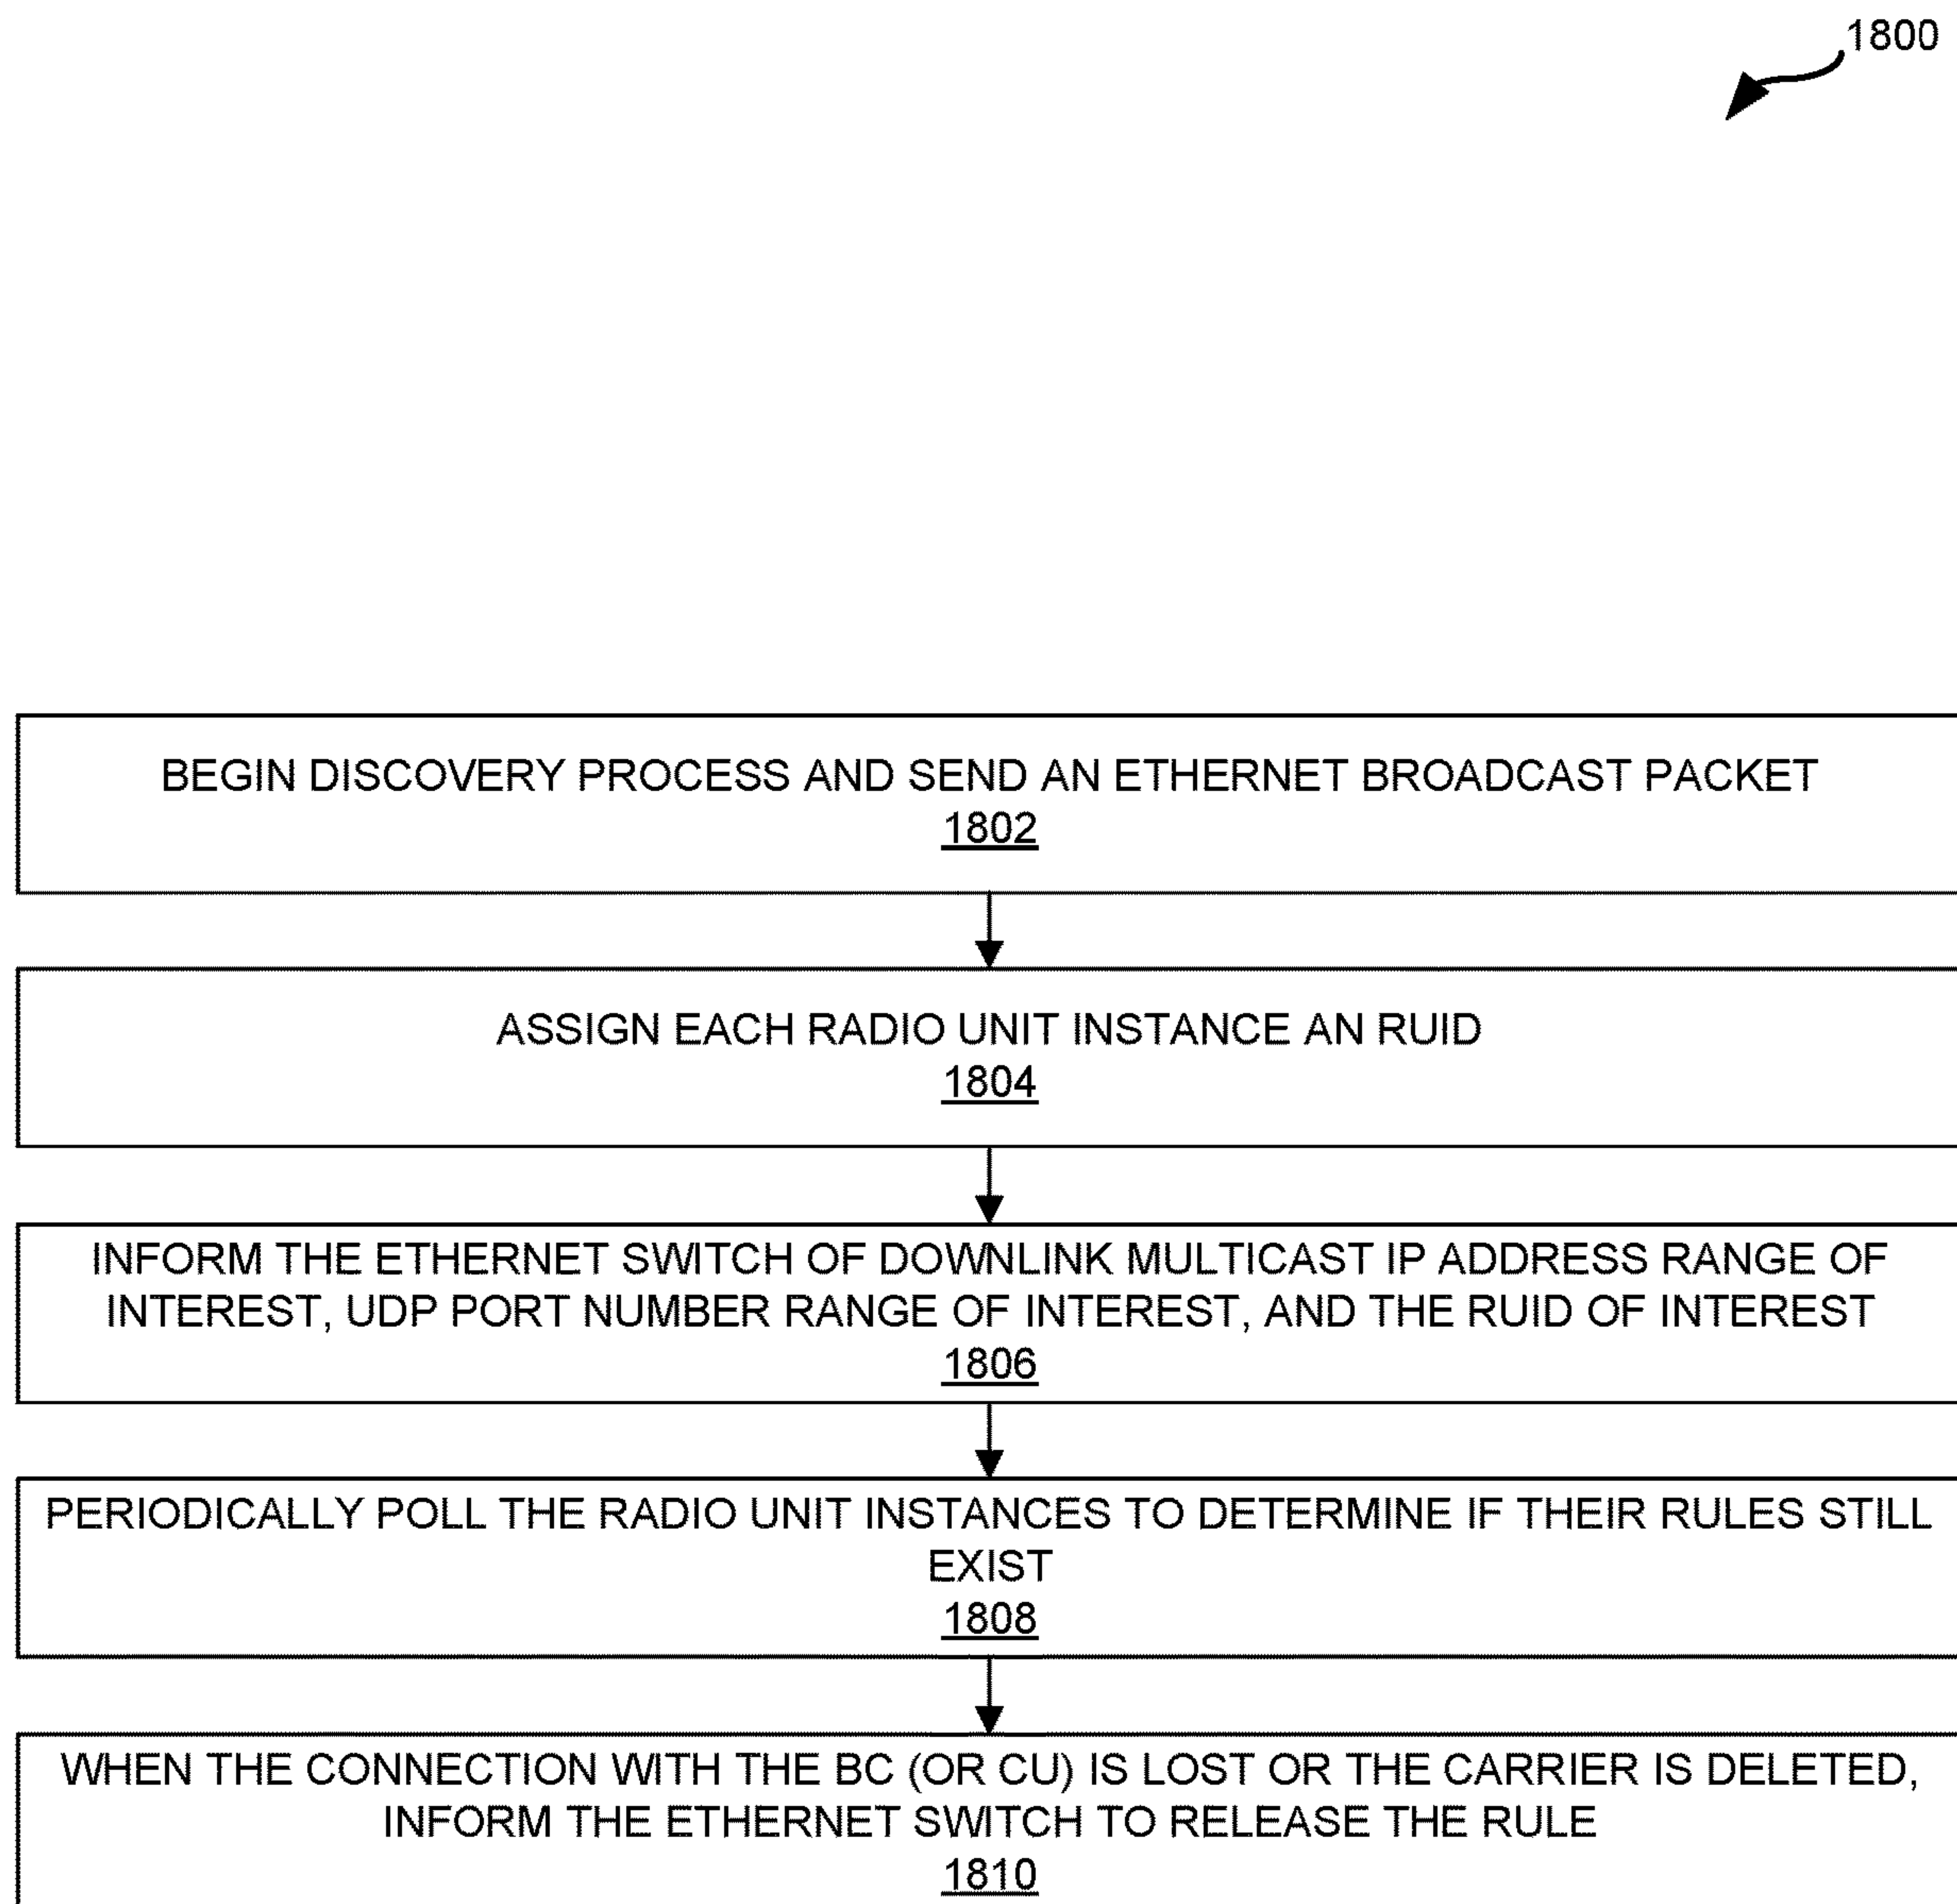 1800
BEGIN DISCOVERY PROCESS AND SEND AN ETHERNET BROADCAST PACKET
1802
ASSIGN EACH RADIO UNIT INSTANCE AN RUID
1804
INFORM THE ETHERNET SWITCH OF DOWNLINK MULTICAST IP ADDRESS RANGE OF
INTEREST, UDP PORT NUMBER RANGE OF INTEREST, AND THE RUID OF INTEREST
1806
PERIODICALLY POLL THE RADIO UNIT INSTANCES TO DETERMINE IF THEIR RULES STILL
EXIST
1808
WHEN THE CONNECTION WITH THE BC (OR CU) IS LOST OR THE CARRIER IS DELETED,
INFORM THE ETHERNET SWITCH TO RELEASE THE RULE
1810